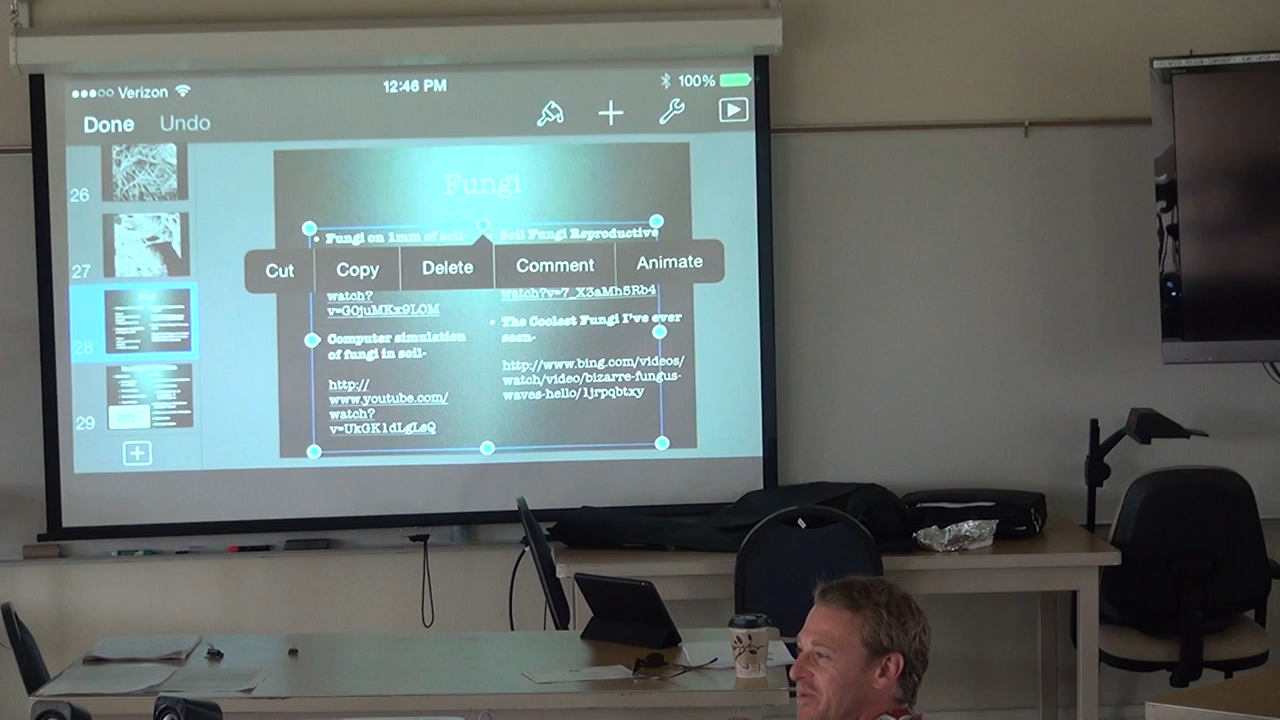 Verizon
12:46 PM
100%
Done Undo
26
27
28
29
Fungi
Cut Copy Delete Comment Animate
• Fungi on 1mm of soil-
watch?
v=G0juMKx9L0M
• Computer simulation
of fungi in soil-
http://
www.youtube.com/
watch?
v=UkGK1dLgLsQ
Soil Fungi Reproductive
watch?v=7_X3aMh5Rb4
• The Coolest Fungi I've ever
seen-
http://www.bing.com/videos/
watch/video/bizarre-fungus-
waves-hello/1jrpqbtxy